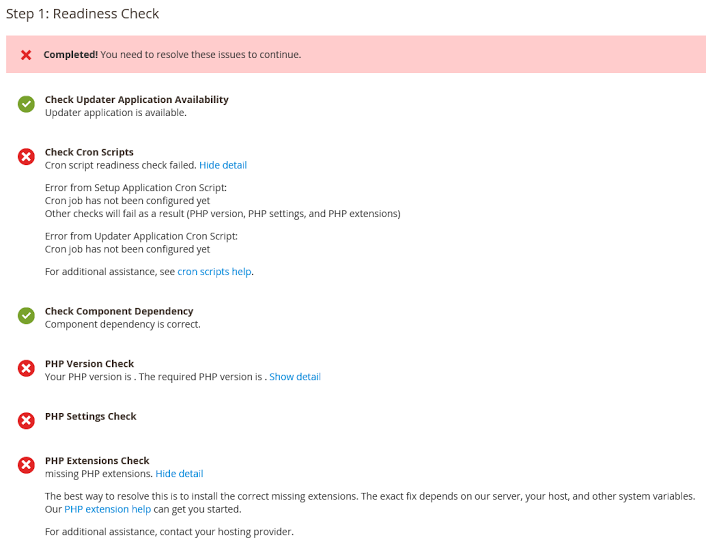 Step 1: Readiness Check
Completed! You need to resolve these issues to continue.
Check Updater Application Availability
Updater application is available.
Check Cron Scripts
Cron script readiness check failed. Hide detail
Error from Setup Application Cron Script:
Cron job has not been configured yet
Other checks will fail as a result (PHP version, PHP settings, and PHP extensions)
Error from Updater Application Cron Script:
Cron job has not been configured yet
For additional assistance, see cron scripts help.
Check Component Dependency
Component dependency is correct.
PHP Version Check
Your PHP version is . The required PHP version is . Show detail
PHP Settings Check
PHP Extensions Check
missing PHP extensions. Hide detail
The best way to resolve this is to install the correct missing extensions. The exact fix depends on our server, your host, and other system variables.
Our PHP extension help can get you started.
For additional assistance, contact your hosting provider.